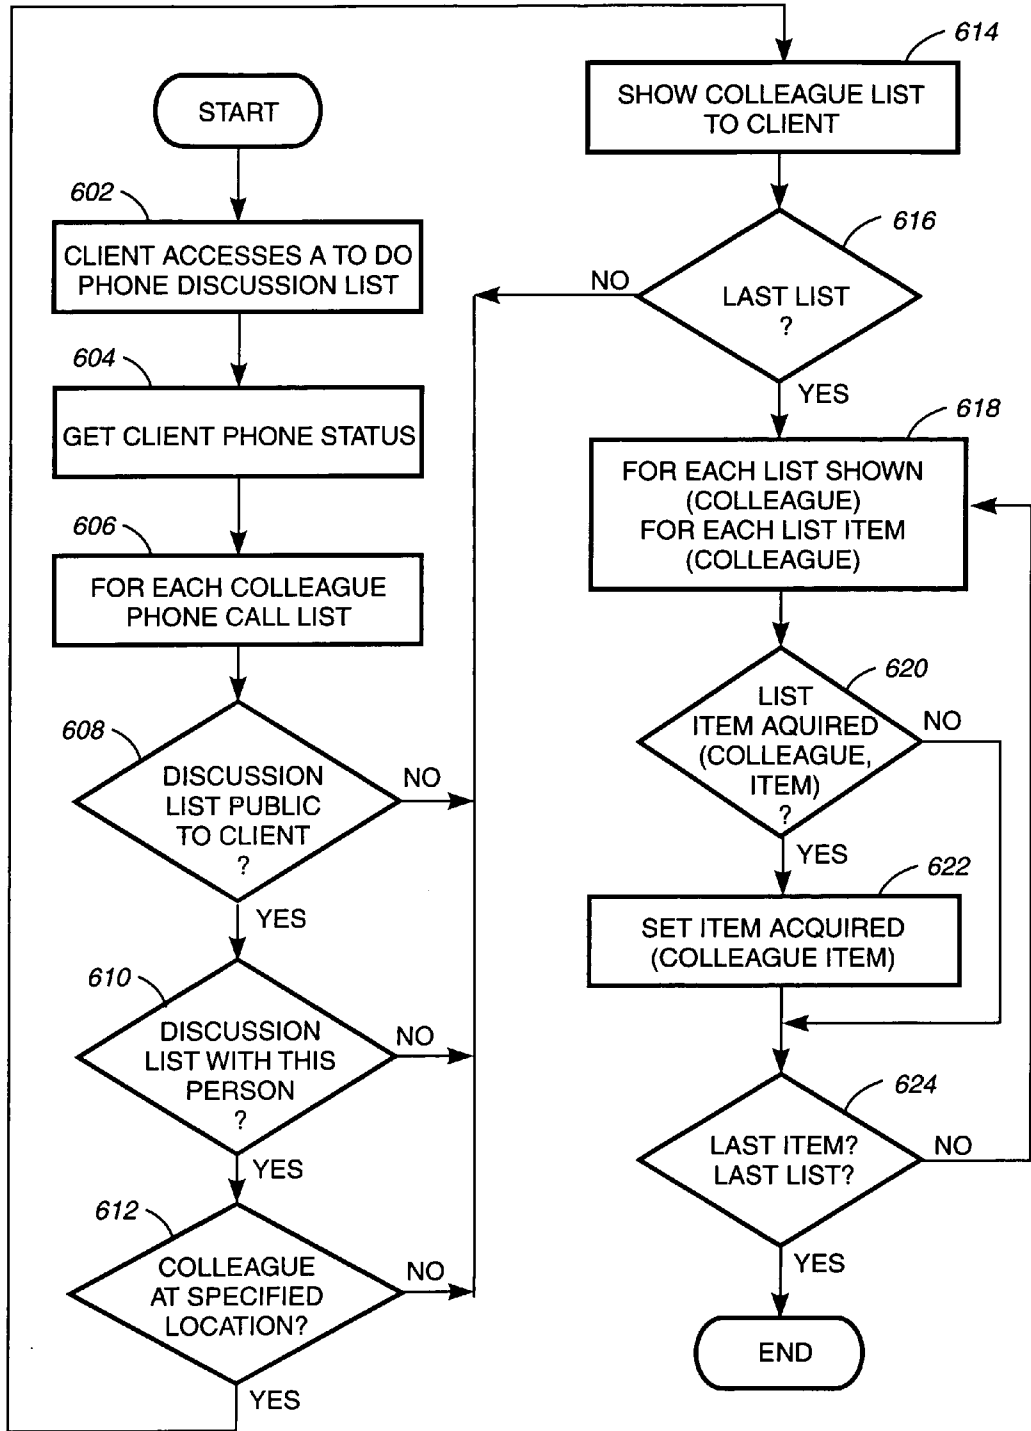 START
602
CLIENT ACCESSES A TO DO
PHONE DISCUSSION LIST
604
GET CLIENT PHONE STATUS
606
FOR EACH COLLEAGUE
PHONE CALL LIST
608
DISCUSSION
LIST PUBLIC
TO CLIENT
?
NO
YES
610
DISCUSSION
LIST WITH THIS
PERSON
?
NO
YES
612
COLLEAGUE
AT SPECIFIED
LOCATION?
NO
YES
614
SHOW COLLEAGUE LIST
TO CLIENT
616
LAST LIST
?
NO
YES
618
FOR EACH LIST SHOWN
(COLLEAGUE)
FOR EACH LIST ITEM
(COLLEAGUE)
620
LIST
ITEM AQUIRED
(COLLEAGUE,
ITEM)
?
NO
YES
622
SET ITEM ACQUIRED
(COLLEAGUE ITEM)
624
LAST ITEM?
LAST LIST?
NO
YES
END